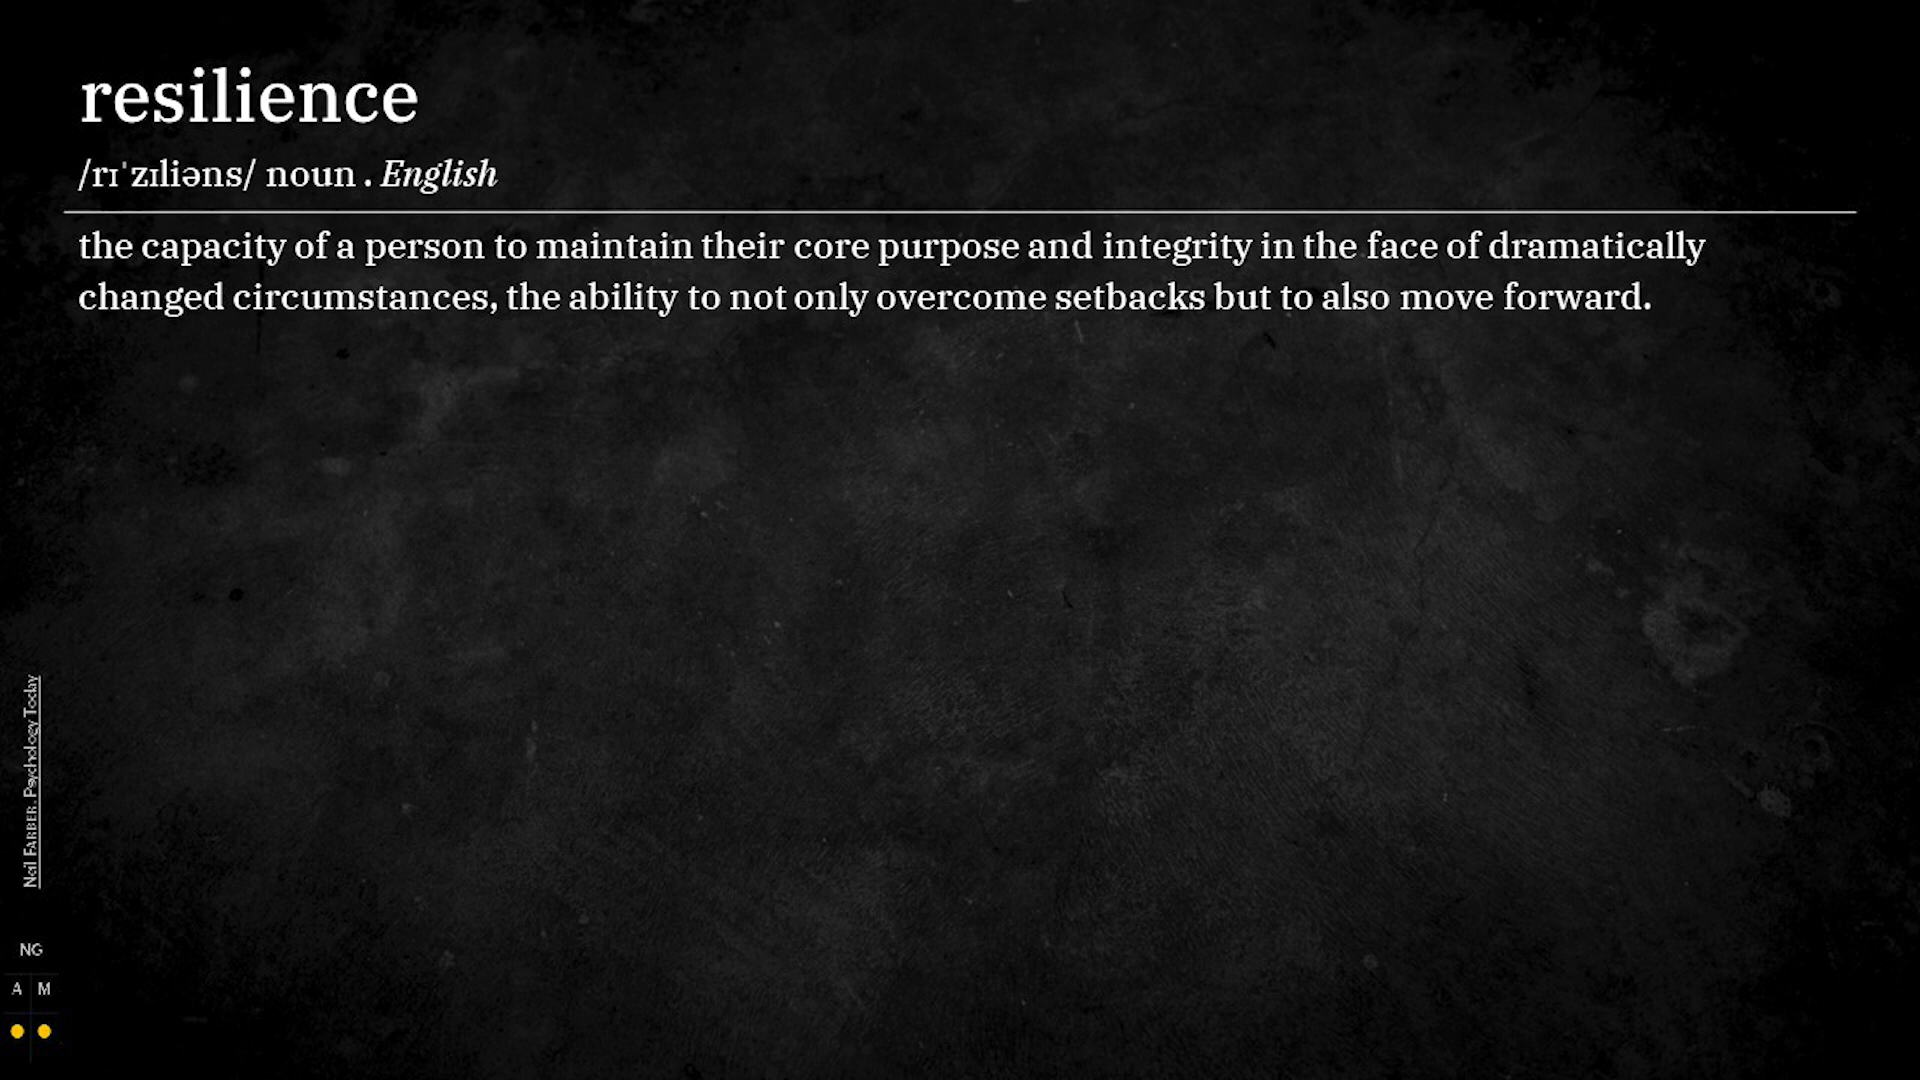 resilience
/rɪˈzɪliəns/ noun . English
the capacity of a person to maintain their core purpose and integrity in the face of dramatically
changed circumstances, the ability to not only overcome setbacks but to also move forward.
Neil FARBER. Psychology Today
NG
A M